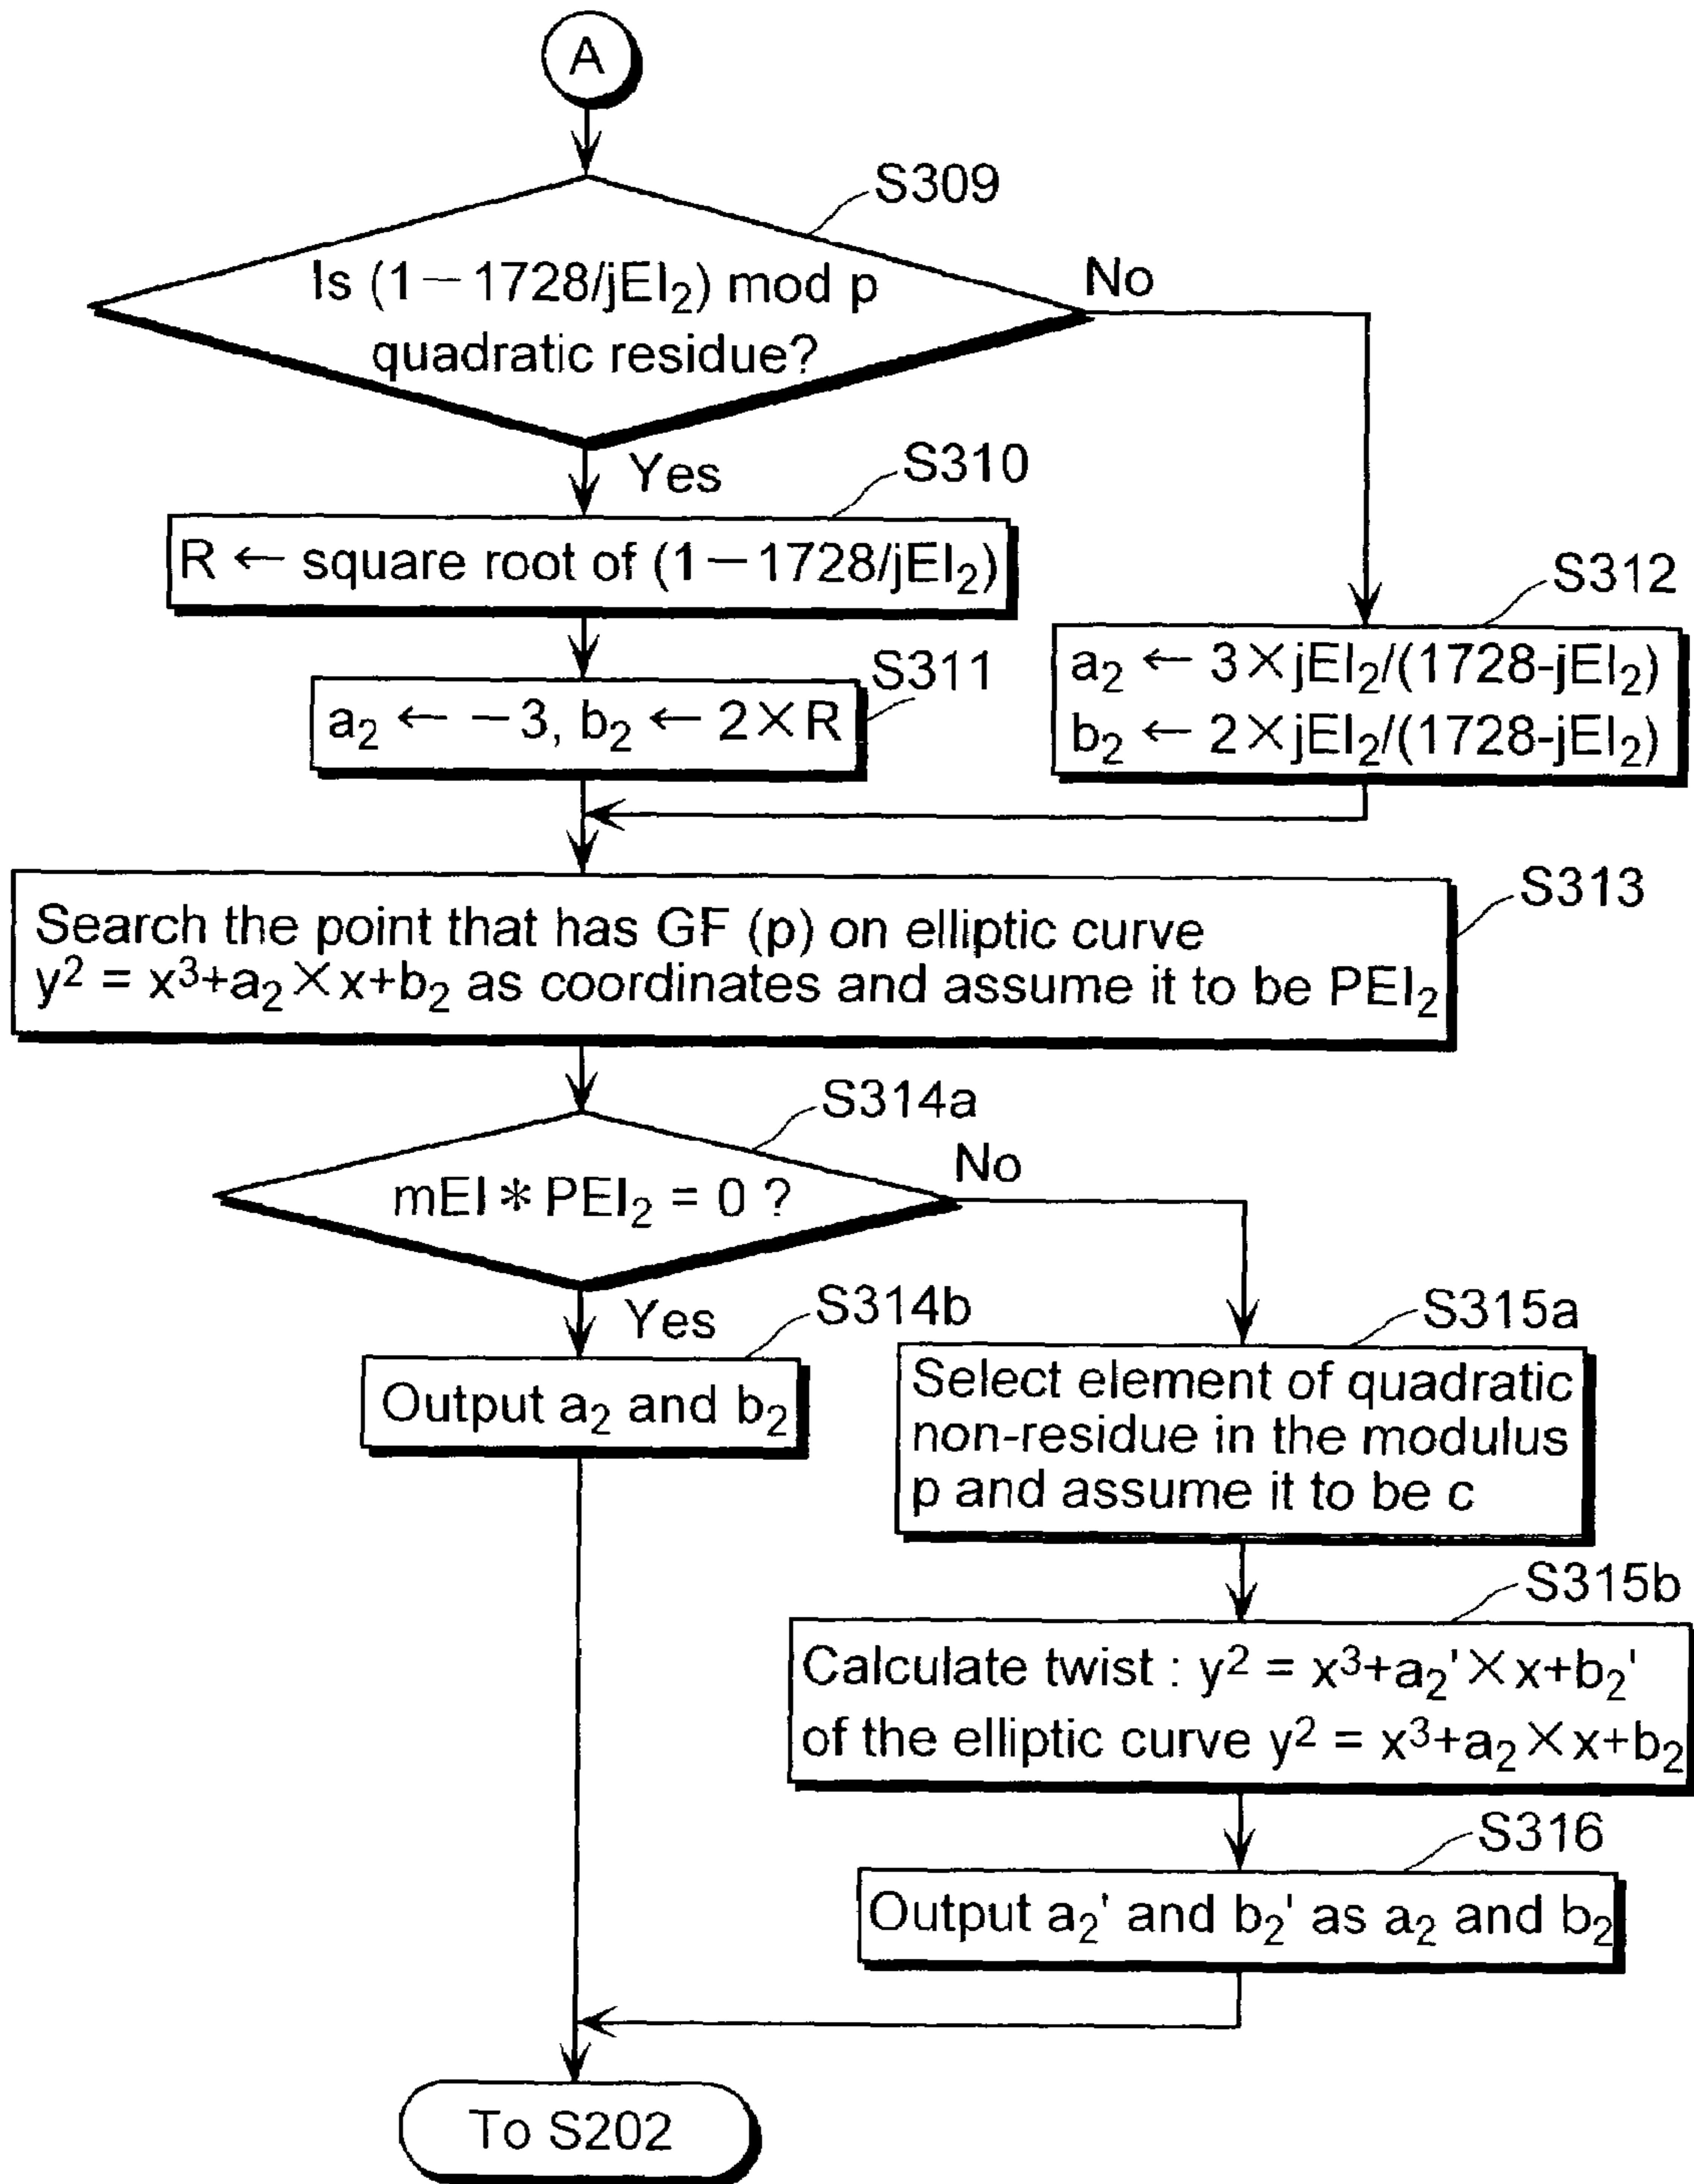 A
S309
Is (1−1728/jEI₂) mod p
quadratic residue?
No
Yes
S310
R ← square root of (1−1728/jEI₂)
S312
a₂ ← 3×jEI₂/(1728-jEI₂)
b₂ ← 2×jEI₂/(1728-jEI₂)
S311
a₂ ← −3, b₂ ← 2×R
S313
Search the point that has GF (p) on elliptic curve
y² = x³+a₂×x+b₂ as coordinates and assume it to be PEI₂
S314a
mEI * PEI₂ = 0 ?
No
Yes
S314b
Output a₂ and b₂
S315a
Select element of quadratic
non-residue in the modulus
p and assume it to be c
S315b
Calculate twist : y² = x³+a₂'×x+b₂'
of the elliptic curve y² = x³+a₂×x+b₂
S316
Output a₂' and b₂' as a₂ and b₂
To S202